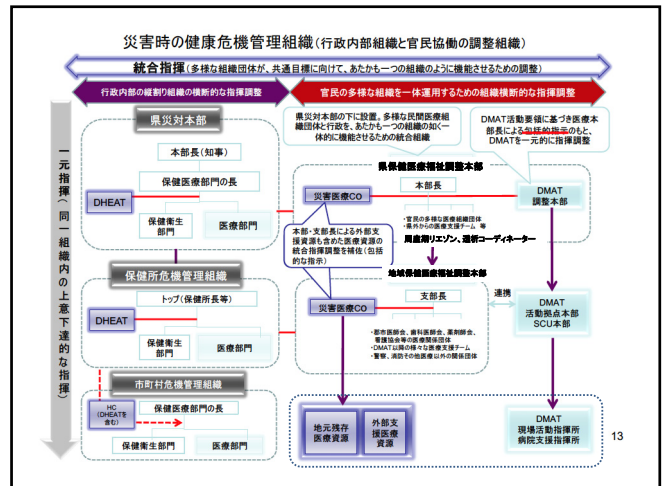 災害時の健康危機管理組織(行政内部組織と官民協働の調整組織)
統合指揮(多様な組織団体が、共通目標に向けて、あたかも一つの組織のように機能させるための調整)
行政内部の縦割り組織の横断的な指揮調整
官民の多様な組織を一体運用するための組織横断的な指揮調整
一元指揮(同一組織内の上意下達的な指揮)
県災対本部
本部長(知事)
保健医療部門の長
DHEAT
保健衛生
部門
医療部門
保健所危機管理組織
トップ(保健所長等)
DHEAT
保健衛生
部門
医療部門
市町村危機管理組織
HC
(DHEATを
含む)
保健医療部門の長
保健衛生部門
医療部門
県災対本部の下に設置。多様な民間医療組
織団体と行政を、あたかも1つの組織の如く一
体的に機能させるための統合組織
DMAT活動要領に基づき医療本
部長による包括的指示のもと、
DMATを一元的に指揮調整
県保健医療福祉調整本部
本部長
災害医療CO
・官民の多様な医療組織団体
・県外からの医療支援チーム 等
DMAT
調整本部
本部・支部長による外部支
援資源も含めた医療資源の
統合指揮調整を補佐(包括
的な指示)
周産期リエゾン、透析コーディネーター
地域保健医療福祉調整本部
支部長
災害医療CO
・郡市医師会、歯科医師会、薬剤師会、
看護協会等の医療関係団体
・DMAT以降の様々な医療支援チーム
・警察、消防その他医療以外の関係団体
連携
DMAT
活動拠点本部
SCU本部
地元残存
医療資源
外部支
援医療
資源
DMAT
現場活動指揮所
病院支援指揮所
13